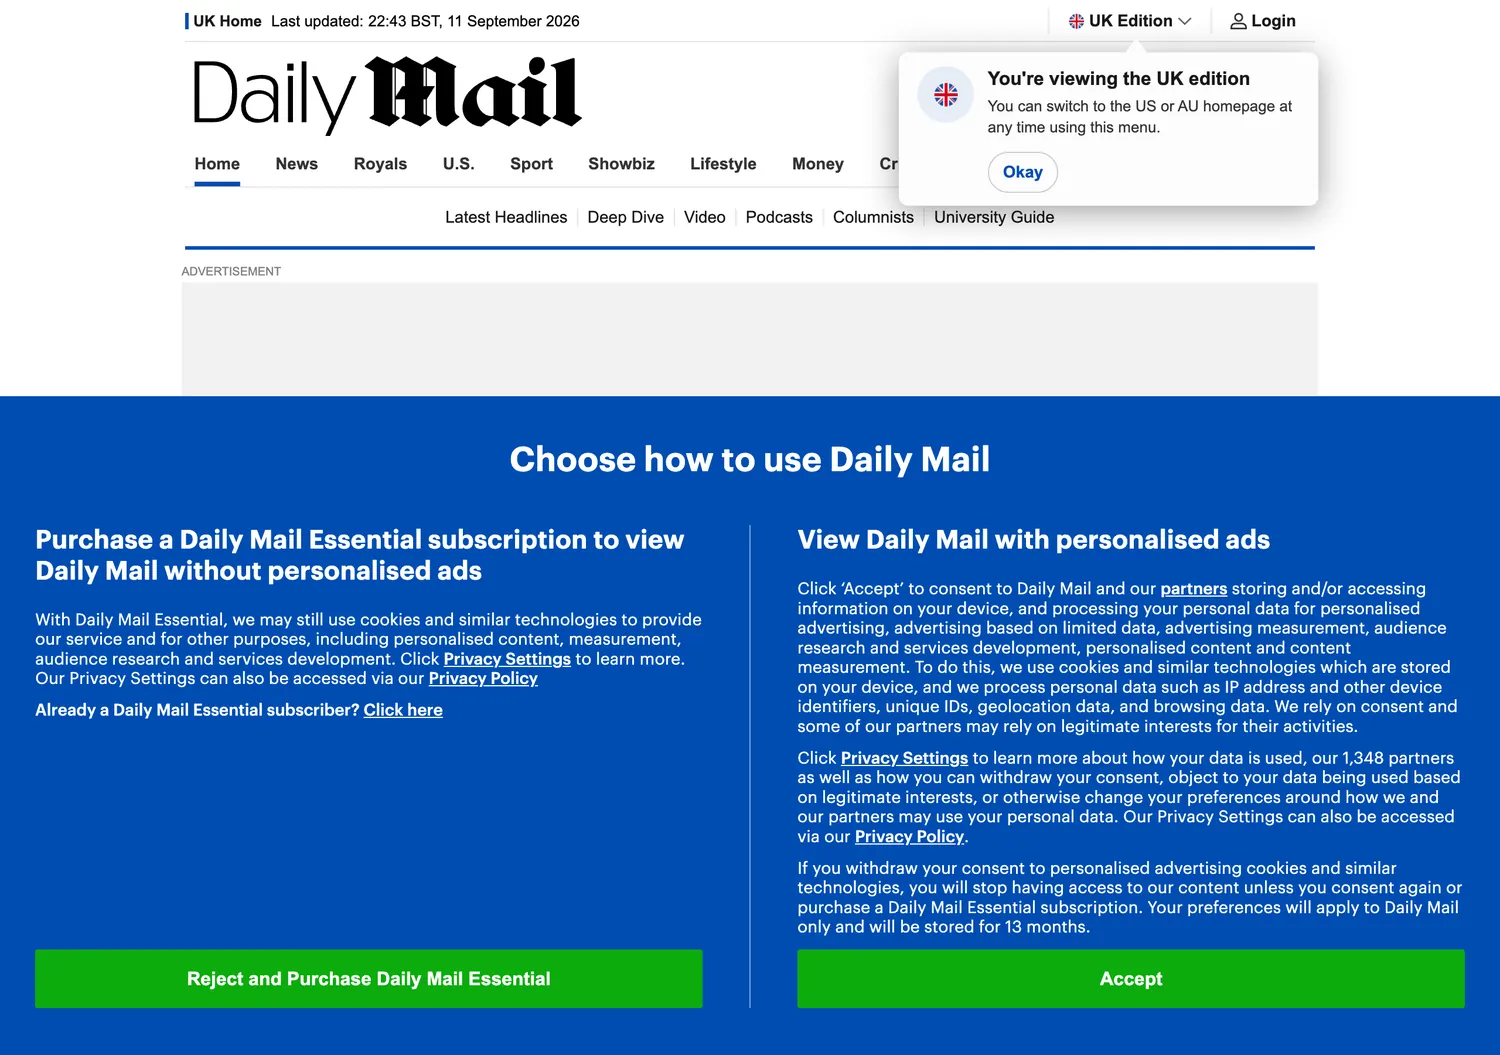 UK Home Last updated: 22:43 BST, 11 September 2026
UK Edition
Login
Daily Mail
You're viewing the UK edition
You can switch to the US or AU homepage at
any time using this menu.
Okay
Home News Royals U.S. Sport Showbiz Lifestyle Money Cr
Latest Headlines Deep Dive Video Podcasts Columnists University Guide
ADVERTISEMENT
Choose how to use Daily Mail
Purchase a Daily Mail Essential subscription to view
Daily Mail without personalised ads
With Daily Mail Essential, we may still use cookies and similar technologies to provide
our service and for other purposes, including personalised content, measurement,
audience research and services development. Click Privacy Settings to learn more.
Our Privacy Settings can also be accessed via our Privacy Policy
Already a Daily Mail Essential subscriber? Click here
Reject and Purchase Daily Mail Essential
View Daily Mail with personalised ads
Click ‘Accept’ to consent to Daily Mail and our partners storing and/or accessing
information on your device, and processing your personal data for personalised
advertising, advertising based on limited data, advertising measurement, audience
research and services development, personalised content and content
measurement. To do this, we use cookies and similar technologies which are stored
on your device, and we process personal data such as IP address and other device
identifiers, unique IDs, geolocation data, and browsing data. We rely on consent and
some of our partners may rely on legitimate interests for their activities.
Click Privacy Settings to learn more about how your data is used, our 1,348 partners
as well as how you can withdraw your consent, object to your data being used based
on legitimate interests, or otherwise change your preferences around how we and
our partners may use your personal data. Our Privacy Settings can also be accessed
via our Privacy Policy.
If you withdraw your consent to personalised advertising cookies and similar
technologies, you will stop having access to our content unless you consent again or
purchase a Daily Mail Essential subscription. Your preferences will apply to Daily Mail
only and will be stored for 13 months.
Accept